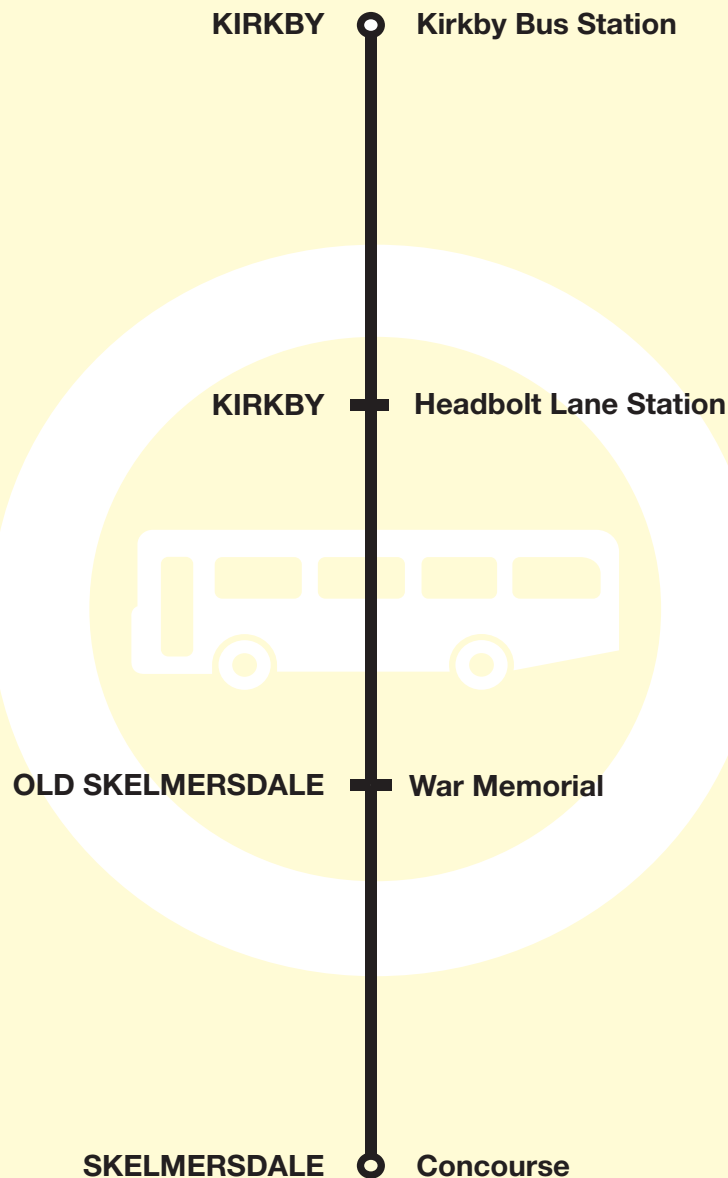 KIRKBY Kirkby Bus Station
KIRKBY Headbolt Lane Station
OLD SKELMERSDALE War Memorial
SKELMERSDALE Concourse